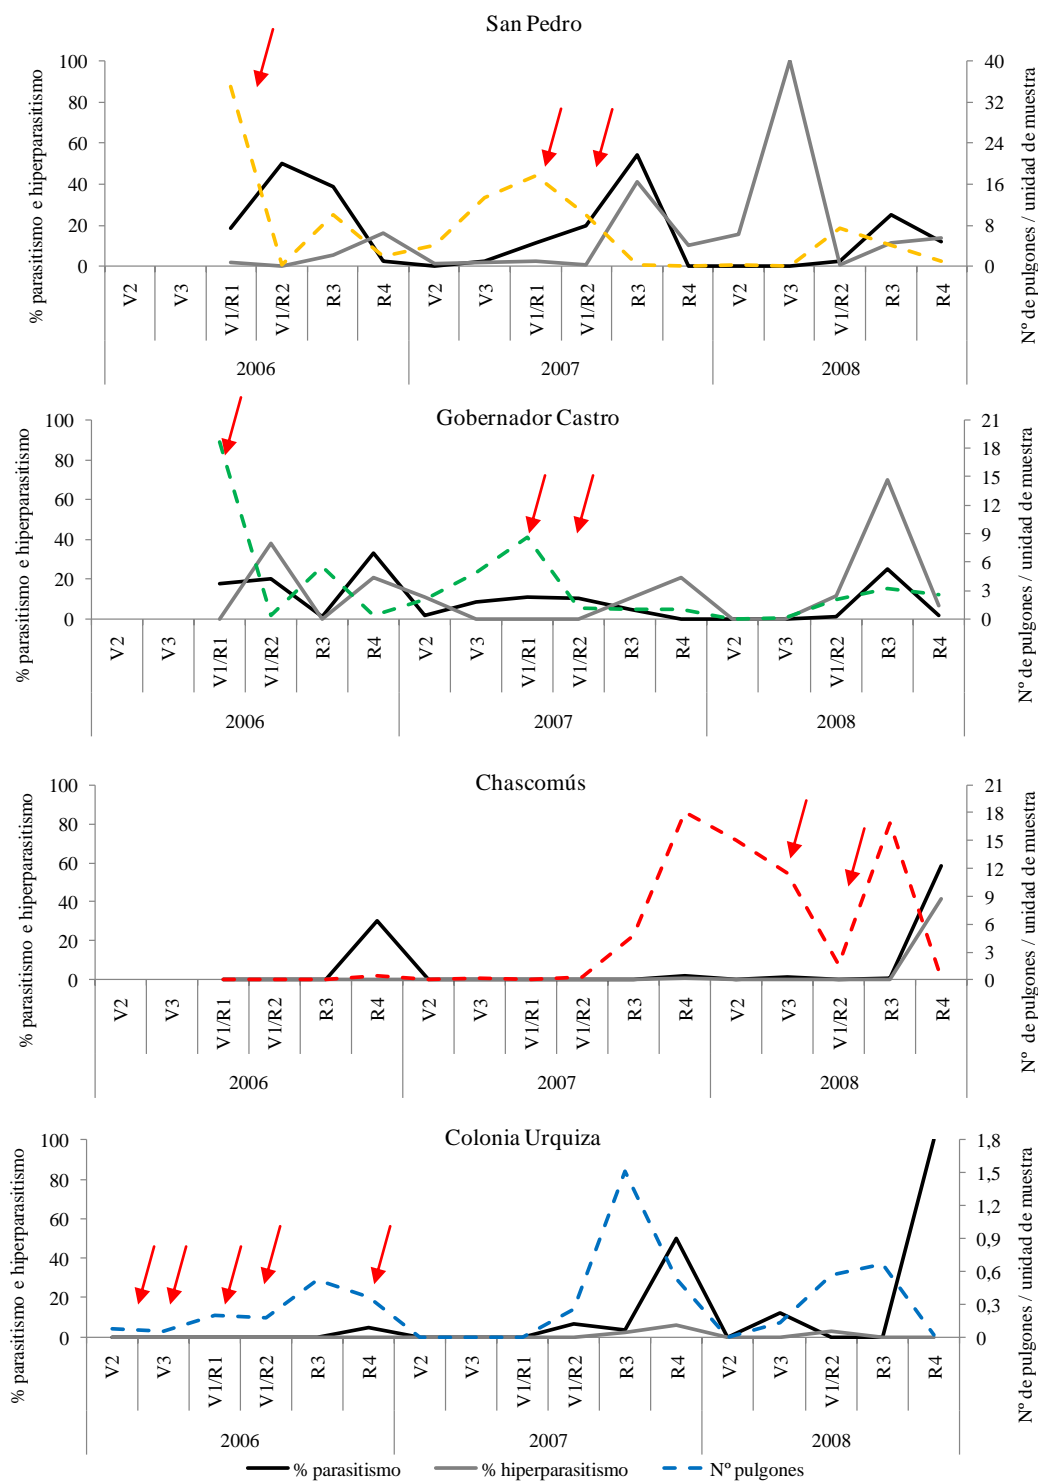 San Pedro
% parasitismo e hiperparasitismo
100
80
60
40
20
0
40
32
24
16
8
0
Nº de pulgones / unidad de muestra
V2 V3 V1/R1 V1/R2 R3 R4 V2 V3 V1/R1 V1/R2 R3 R4 V2 V3 V1/R2 R3 R4
2006 2007 2008
Gobernador Castro
% parasitismo e hiperparasitismo
100
80
60
40
20
0
21
18
15
12
9
6
3
0
Nº de pulgones / unidad de muestra
V2 V3 V1/R1 V1/R2 R3 R4 V2 V3 V1/R1 V1/R2 R3 R4 V2 V3 V1/R2 R3 R4
2006 2007 2008
Chascomús
% parasitismo e hiperparasitismo
100
80
60
40
20
0
21
18
15
12
9
6
3
0
Nº de pulgones / unidad de muestra
V2 V3 V1/R1 V1/R2 R3 R4 V2 V3 V1/R1 V1/R2 R3 R4 V2 V3 V1/R2 R3 R4
2006 2007 2008
Colonia Urquiza
% parasitismo e hiperparasitismo
100
80
60
40
20
0
1,8
1,5
1,2
0,9
0,6
0,3
0
Nº de pulgones / unidad de muestra
V2 V3 V1/R1 V1/R2 R3 R4 V2 V3 V1/R1 V1/R2 R3 R4 V2 V3 V1/R2 R3 R4
2006 2007 2008
% parasitismo % hiperparasitismo Nº pulgones